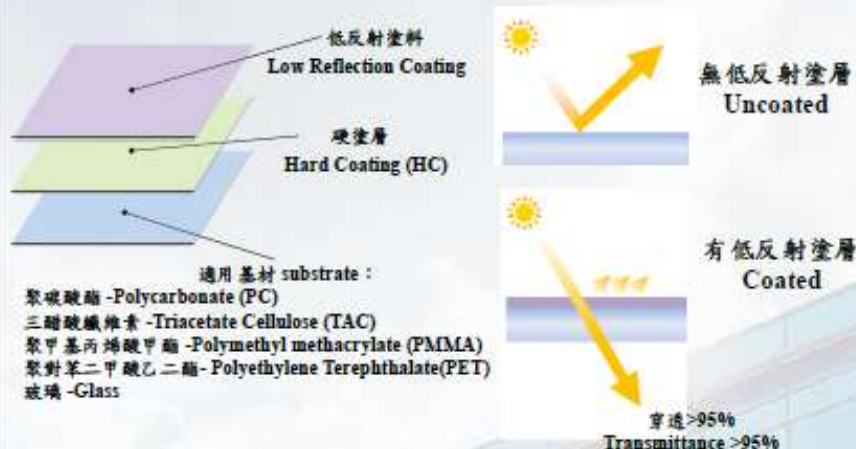 低反射塗料
Low Reflection Coating
硬塗層
Hard Coating (HC)
適用基材 substrate：
聚碳酸酯 -Polycarbonate (PC)
三醋酸纖維素 -Triacetate Cellulose (TAC)
聚甲基丙烯酸甲酯 -Polymethyl methacrylate (PMMA)
聚對苯二甲酸乙二酯- Polyethylene Terephthalate(PET)
玻璃 -Glass
無低反射塗層
Uncoated
有低反射塗層
Coated
穿透>95%
Transmittance >95%